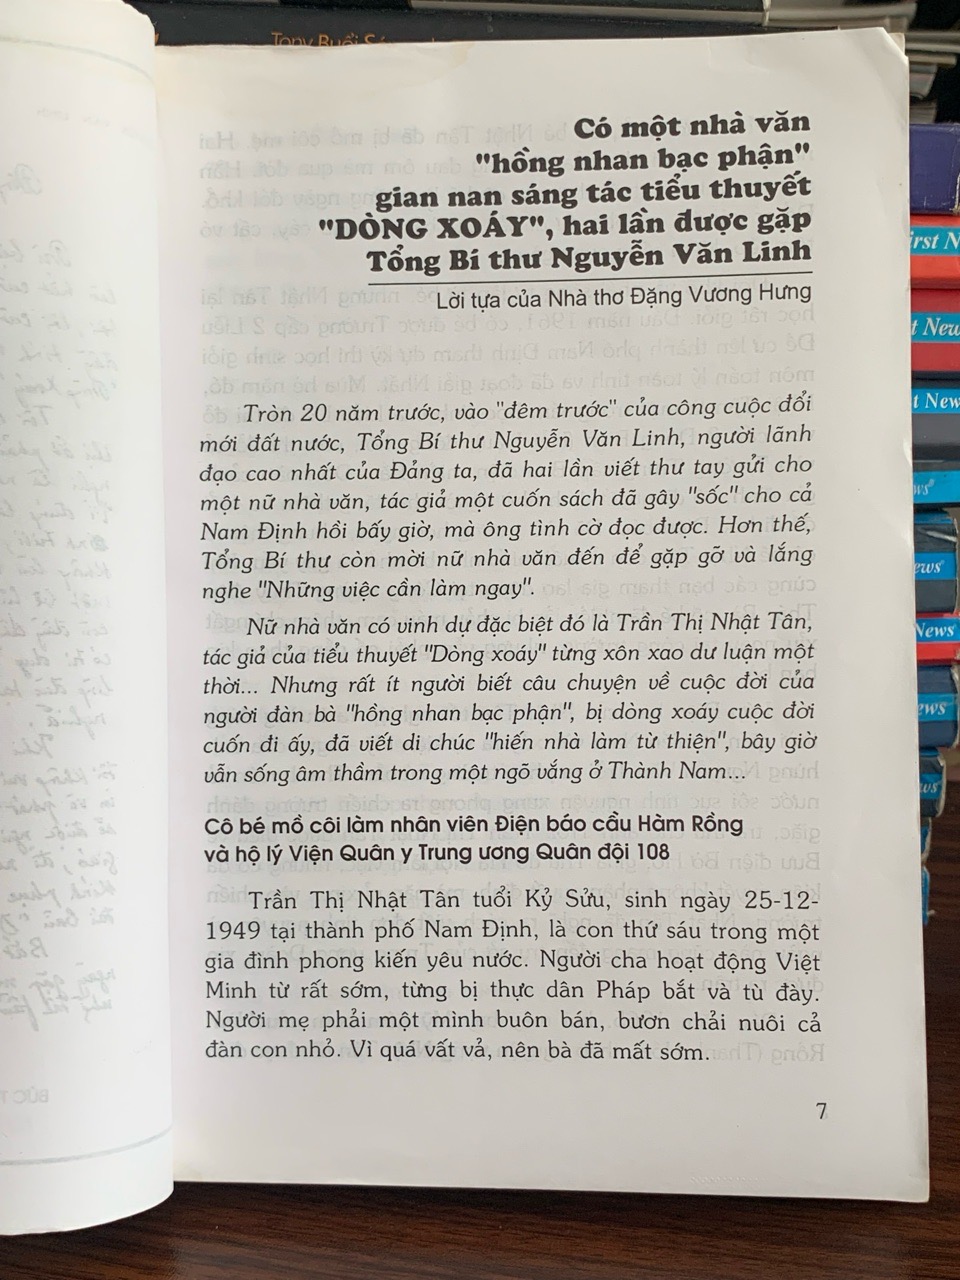 Tony Buổi Sáng
Có một nhà văn
"hồng nhan bạc phận"
gian nan sáng tác tiểu thuyết
"DÒNG XOÁY", hai lần được gặp
Tổng Bí thư Nguyễn Văn Linh
Lời tựa của Nhà thơ Đặng Vương Hưng
Tròn 20 năm trước, vào "đêm trước" của công cuộc đổi
mới đất nước, Tổng Bí thư Nguyễn Văn Linh, người lãnh
đạo cao nhất của Đảng ta, đã hai lần viết thư tay gửi cho
một nữ nhà văn, tác giả một cuốn sách đã gây "sốc" cho cả
Nam Định hồi bấy giờ, mà ông tình cờ đọc được. Hơn thế,
Tổng Bí thư còn mời nữ nhà văn đến để gặp gỡ và lắng
nghe "Những việc cần làm ngay".
Nữ nhà văn có vinh dự đặc biệt đó là Trần Thị Nhật Tân,
tác giả của tiểu thuyết "Dòng xoáy" từng xôn xao dư luận một
thời... Nhưng rất ít người biết câu chuyện về cuộc đời của
người đàn bà "hồng nhan bạc phận", bị dòng xoáy cuộc đời
cuốn đi ấy, đã viết di chúc "hiến nhà làm từ thiện", bây giờ
vẫn sống âm thầm trong một ngõ vắng ở Thành Nam...
Cô bé mồ côi làm nhân viên Điện báo cầu Hàm Rồng
và hộ lý Viện Quân y Trung ương Quân đội 108
Trần Thị Nhật Tân tuổi Kỷ Sửu, sinh ngày 25-12-
1949 tại thành phố Nam Định, là con thứ sáu trong một
gia đình phong kiến yêu nước. Người cha hoạt động Việt
Minh từ rất sớm, từng bị thực dân Pháp bắt và tù đày.
Người mẹ phải một mình buôn bán, bươn chải nuôi cả
đàn con nhỏ. Vì quá vất vả, nên bà đã mất sớm.
7
irst N
t New
t New
ws
ews
News
ews
ws